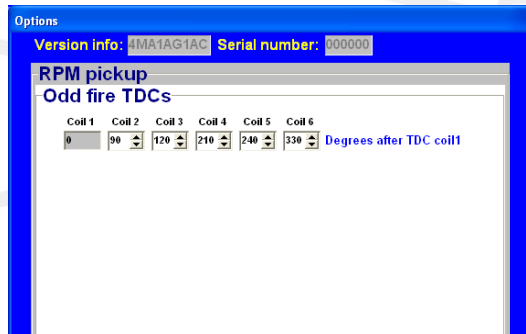 Options
Version info: 4MA1AG1AC Serial number: 000000
RPM pickup
Odd fire TDCs
Coil 1 Coil 2 Coil 3 Coil 4 Coil 5 Coil 6
0 90 120 210 240 330 Degrees after TDC coil1